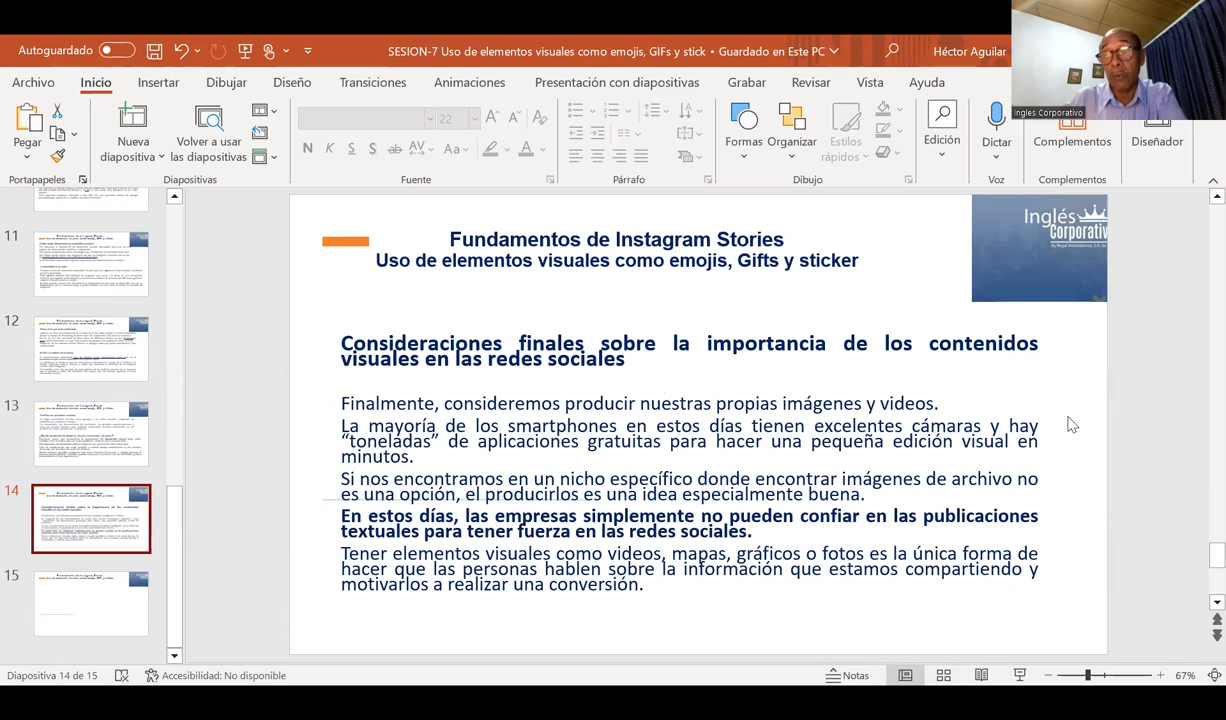 Autoguardado
SESION-7 Uso de elementos visuales como emojis, GIFs y stick • Guardado en Este PC
Héctor Aguilar
Ingles Corporativo
Archivo
Inicio
Insertar
Dibujar
Diseño
Transiciones
Animaciones
Presentación con diapositivas
Grabar
Revisar
Vista
Ayuda
Pegar
Nueva
diapositiva
Volver a usar
las diapositivas
22
N K S S ab AV Aa
Formas
Organizar
Estilos
rápidos
Edición
Dictar
Complementos
Diseñador
Portapapeles
Diapositivas
Fuente
Párrafo
Dibujo
Voz
Complementos
11
12
13
14
15
Inglés
Corporativ
Fundamentos de Instagram Stories
Uso de elementos visuales como emojis, Gifts y sticker
Consideraciones finales sobre la importancia de los contenidos
visuales en las redes sociales
Finalmente, consideremos producir nuestras propias imágenes y videos.
La mayoría de los smartphones en estos días tienen excelentes cámaras y hay
“toneladas” de aplicaciones gratuitas para hacer una pequeña edición visual en
minutos.
Si nos encontramos en un nicho específico donde encontrar imágenes de archivo no
es una opción, el producirlos es una idea especialmente buena.
En estos días, las empresas simplemente no pueden confiar en las publicaciones
textuales para tener fuerza en las redes sociales.
Tener elementos visuales como videos, mapas, gráficos o fotos es la única forma de
hacer que las personas hablen sobre la información que estamos compartiendo y
motivarlos a realizar una conversión.
Diapositiva 14 de 15
Accesibilidad: No disponible
Notas
67%